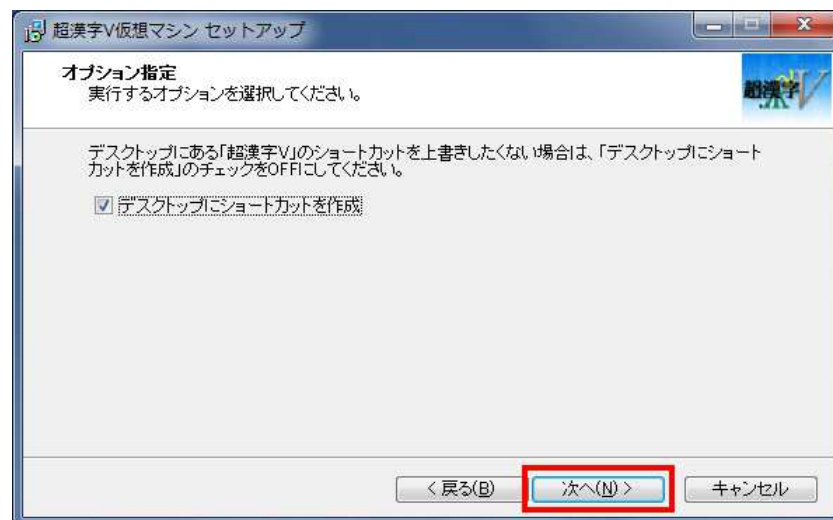 超漢字V仮想マシン セットアップ
オプション指定
実行するオプションを選択してください。
超漢字V
デスクトップにある「超漢字V」のショートカットを上書きしたくない場合は、「デスクトップにショート
カットを作成」のチェックをOFFにしてください。
デスクトップにショートカットを作成
< 戻る(B)
次へ(N) >
キャンセル